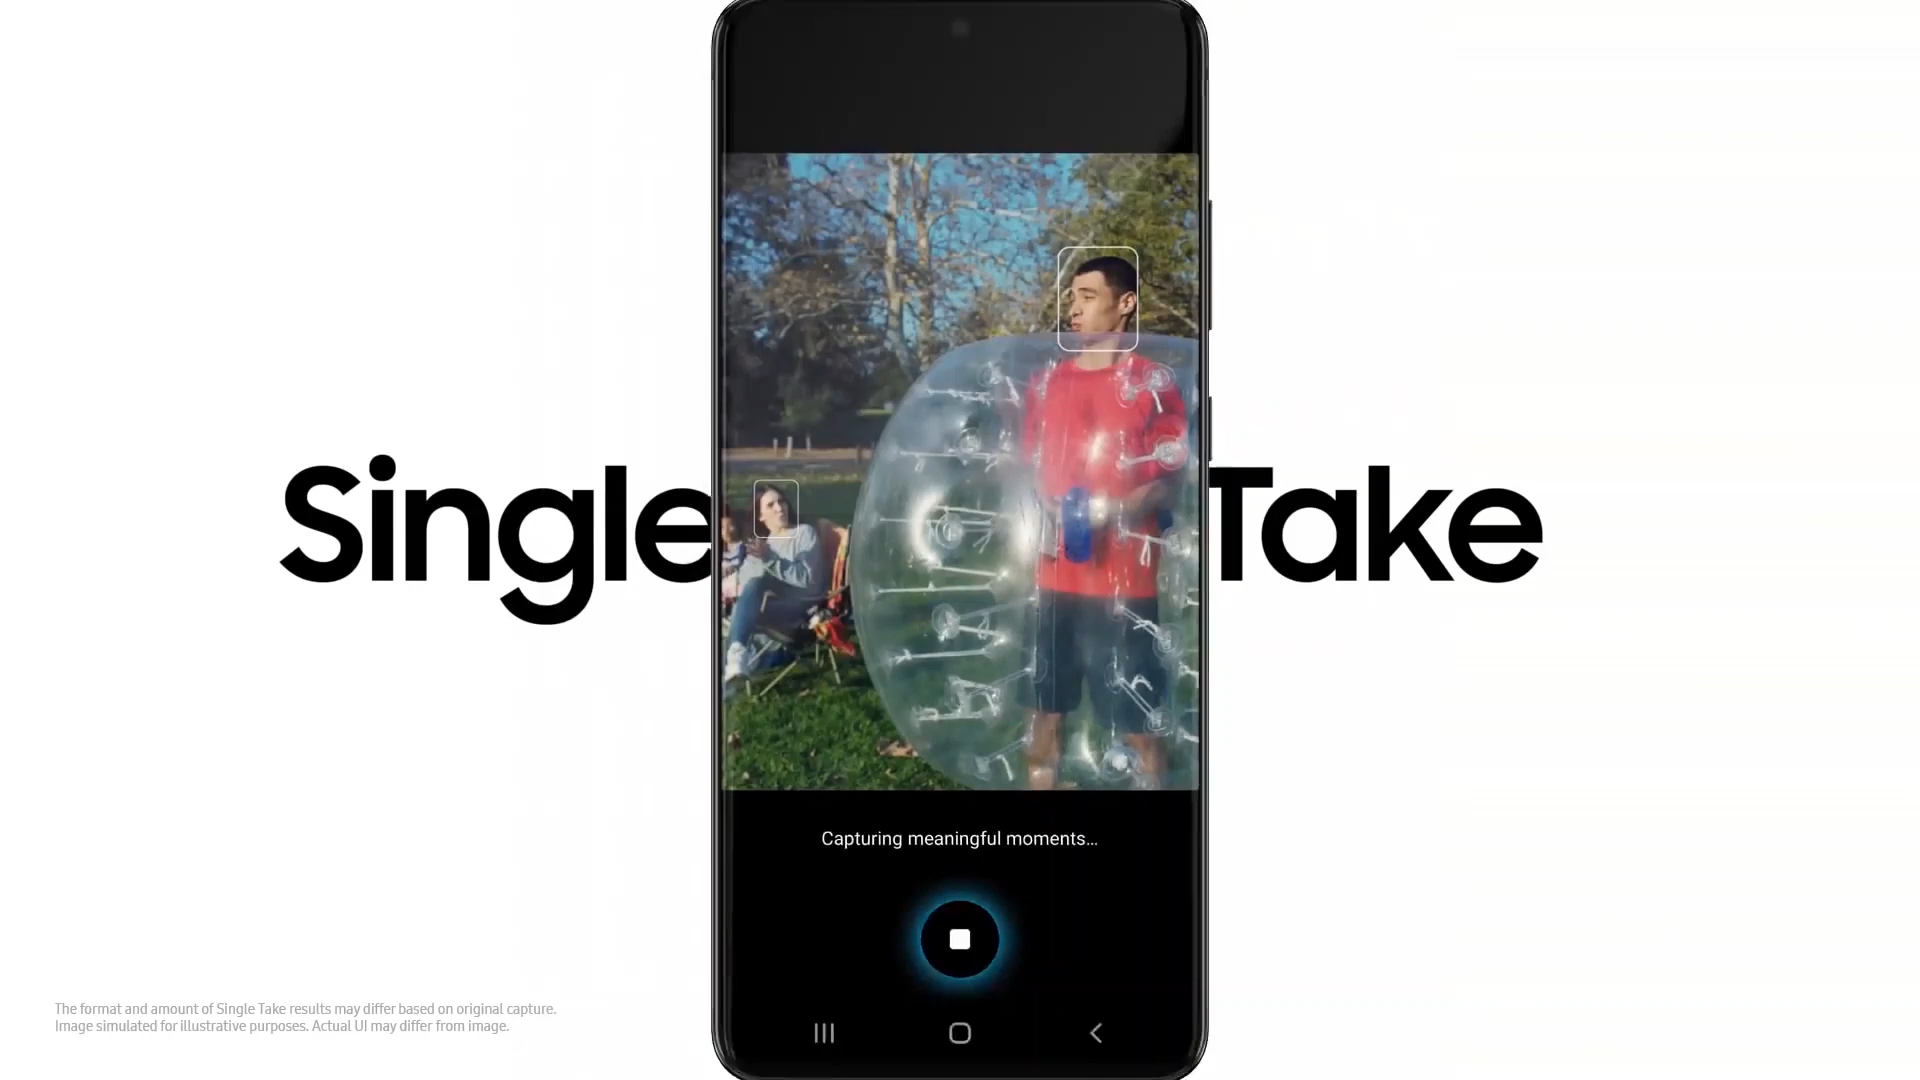 Single Take
Capturing meaningful moments...
The format and amount of Single Take results may differ based on original capture.
Image simulated for illustrative purposes. Actual UI may differ from image.